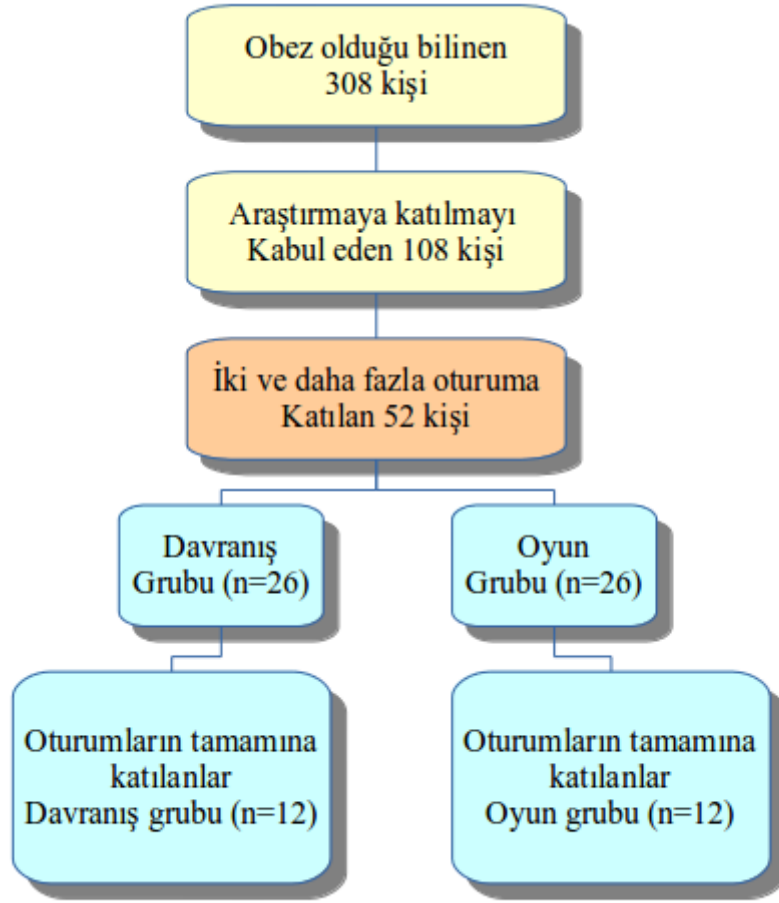 Obez olduğu bilinen
308 kişi
Araştırmaya katılmayı
Kabul eden 108 kişi
İki ve daha fazla oturuma
Katılan 52 kişi
Davranış
Grubu (n=26)
Oyun
Grubu (n=26)
Oturumların tamamına
katılanlar
Davranış grubu (n=12)
Oturumların tamamına
katılanlar
Oyun grubu (n=12)